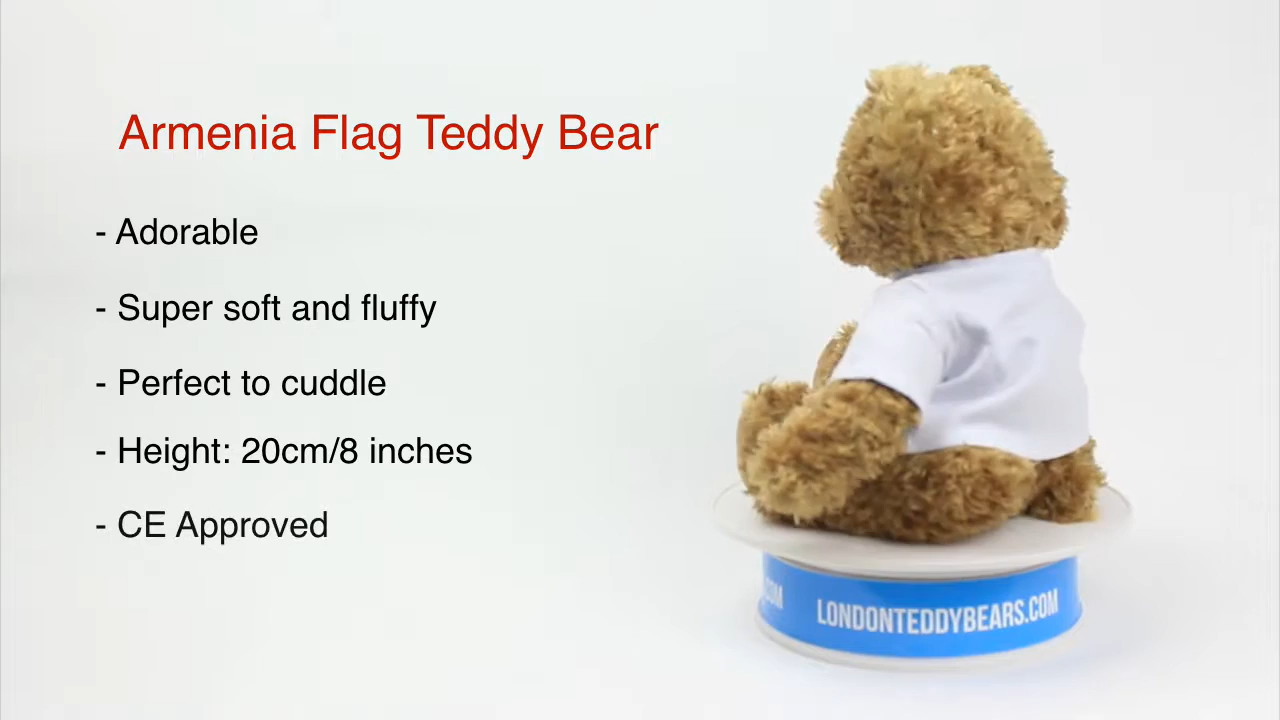 Armenia Flag Teddy Bear
- Adorable
- Super soft and fluffy
- Perfect to cuddle
- Height: 20cm/8 inches
- CE Approved
.COM
LONDONTEDDYBEARS.COM